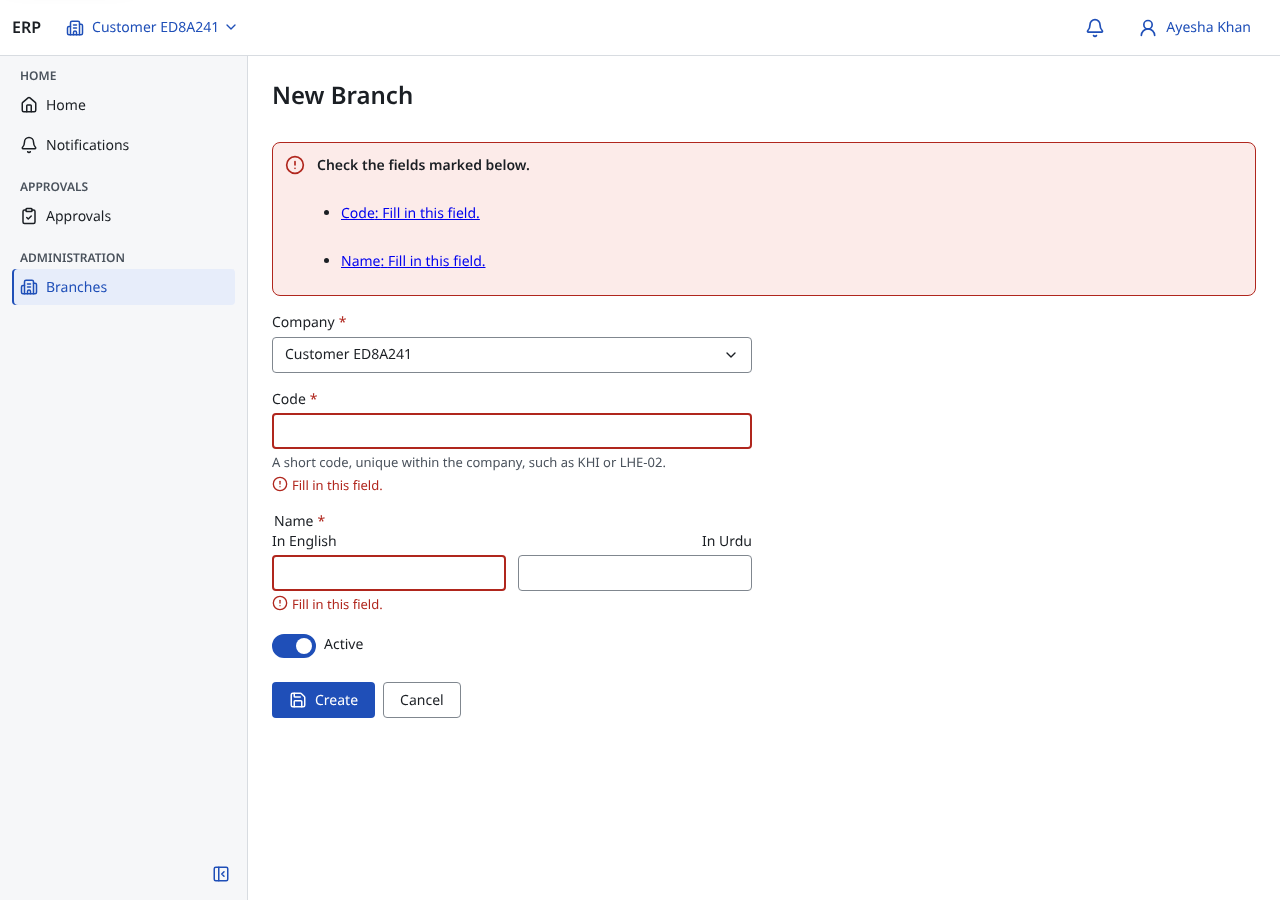 ERP
Customer ED8A241
Ayesha Khan
HOME
Home
Notifications
APPROVALS
Approvals
ADMINISTRATION
Branches
New Branch
Check the fields marked below.
Code: Fill in this field.
Name: Fill in this field.
Company *
Customer ED8A241
Code *
A short code, unique within the company, such as KHI or LHE-02.
Fill in this field.
Name *
In English
In Urdu
Fill in this field.
Active
Create
Cancel